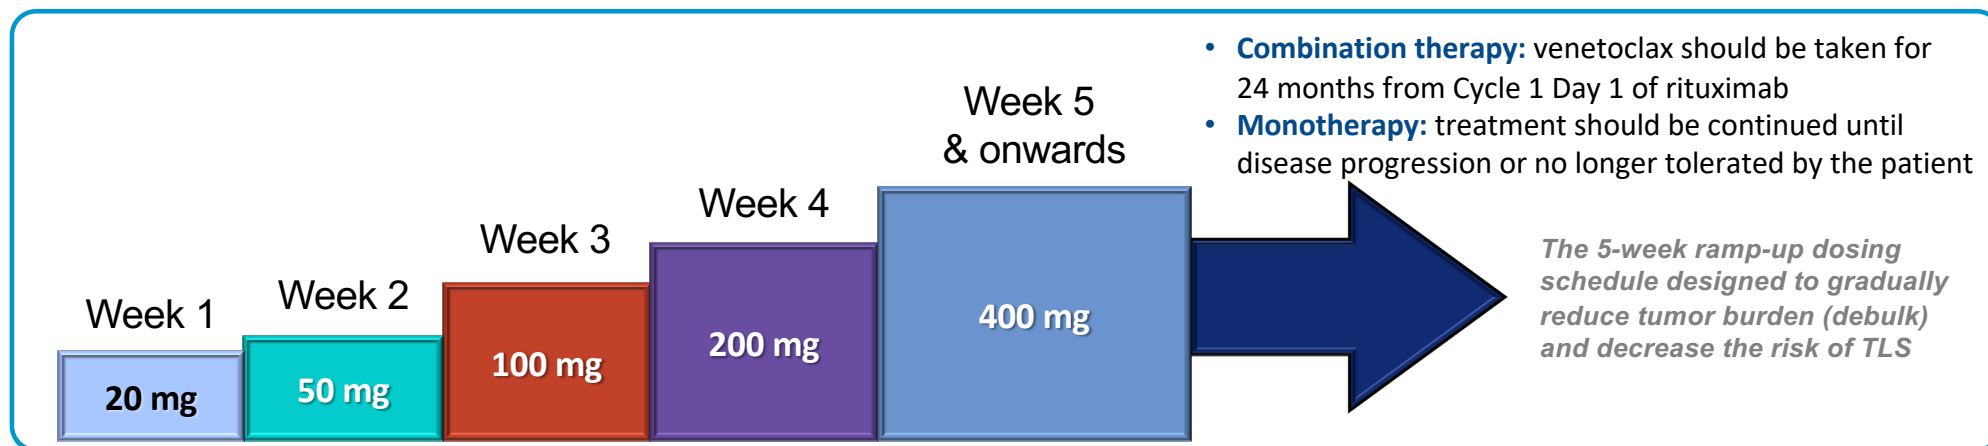 Week 1
20 mg
Week 2
50 mg
Week 3
100 mg
Week 4
200 mg
Week 5
& onwards
400 mg
• Combination therapy: venetoclax should be taken for
24 months from Cycle 1 Day 1 of rituximab
• Monotherapy: treatment should be continued until
disease progression or no longer tolerated by the patient
The 5-week ramp-up dosing
schedule designed to gradually
reduce tumor burden (debulk)
and decrease the risk of TLS